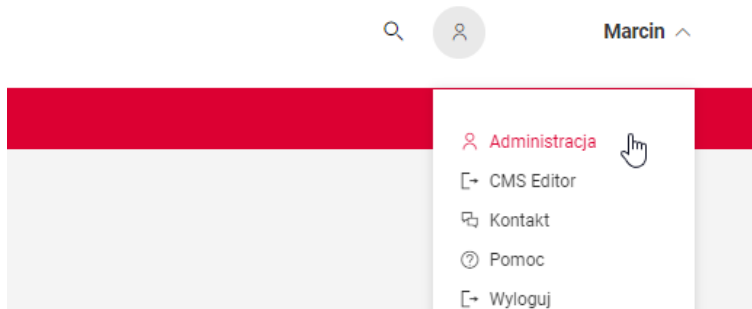 Marcin
Administracja
CMS Editor
Kontakt
Pomoc
Wyloguj